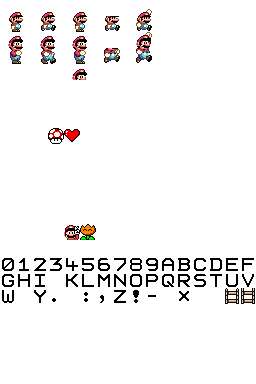 0123456789ABCDEF
GHI KLMNOPQRSTUV
W Y. :,Z!- ×